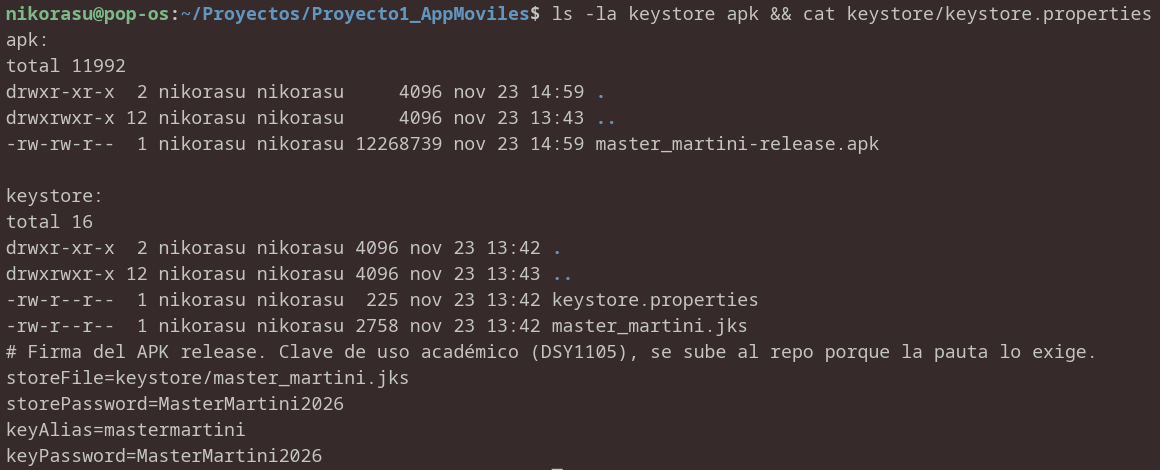 nikorasu@pop-os:~/Proyectos/Proyecto1_AppMoviles$ ls -la keystore apk && cat keystore/keystore.properties
apk:
total 11992
drwxr-xr-x  2 nikorasu nikorasu     4096 nov 23 14:59 .
drwxrwxr-x 12 nikorasu nikorasu     4096 nov 23 13:43 ..
-rw-rw-r--  1 nikorasu nikorasu 12268739 nov 23 14:59 master_martini-release.apk

keystore:
total 16
drwxr-xr-x  2 nikorasu nikorasu 4096 nov 23 13:42 .
drwxrwxr-x 12 nikorasu nikorasu 4096 nov 23 13:43 ..
-rw-r--r--  1 nikorasu nikorasu  225 nov 23 13:42 keystore.properties
-rw-r--r--  1 nikorasu nikorasu 2758 nov 23 13:42 master_martini.jks
# Firma del APK release. Clave de uso académico (DSY1105), se sube al repo porque la pauta lo exige.
storeFile=keystore/master_martini.jks
storePassword=MasterMartini2026
keyAlias=mastermartini
keyPassword=MasterMartini2026